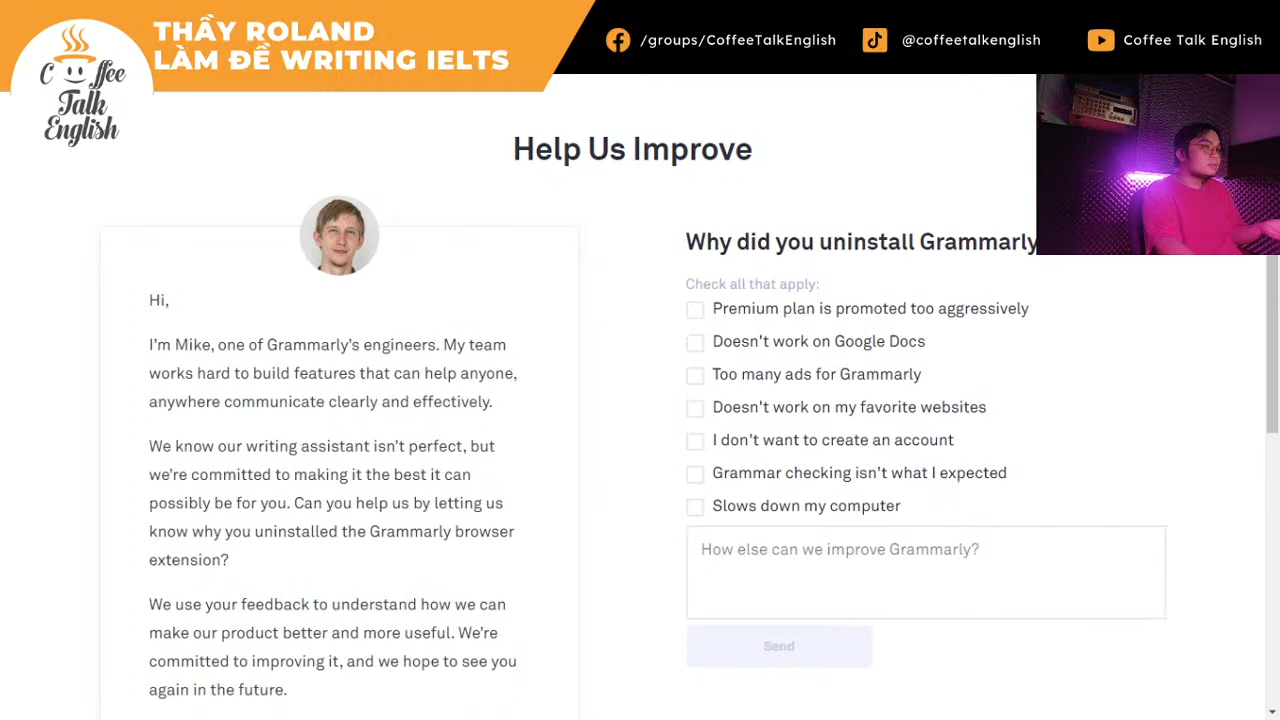 THẦY ROLAND
LÀM ĐỀ WRITING IELTS
/groups/CoffeeTalkEnglish
@coffeetalkenglish
Coffee Talk English
Coffee
Talk
English
Help Us Improve
Hi,
I'm Mike, one of Grammarly's engineers. My team
works hard to build features that can help anyone,
anywhere communicate clearly and effectively.
We know our writing assistant isn't perfect, but
we're committed to making it the best it can
possibly be for you. Can you help us by letting us
know why you uninstalled the Grammarly browser
extension?
We use your feedback to understand how we can
make our product better and more useful. We're
committed to improving it, and we hope to see you
again in the future.
Why did you uninstall Grammarly
Check all that apply:
Premium plan is promoted too aggressively
Doesn't work on Google Docs
Too many ads for Grammarly
Doesn't work on my favorite websites
I don't want to create an account
Grammar checking isn't what I expected
Slows down my computer
How else can we improve Grammarly?
Send